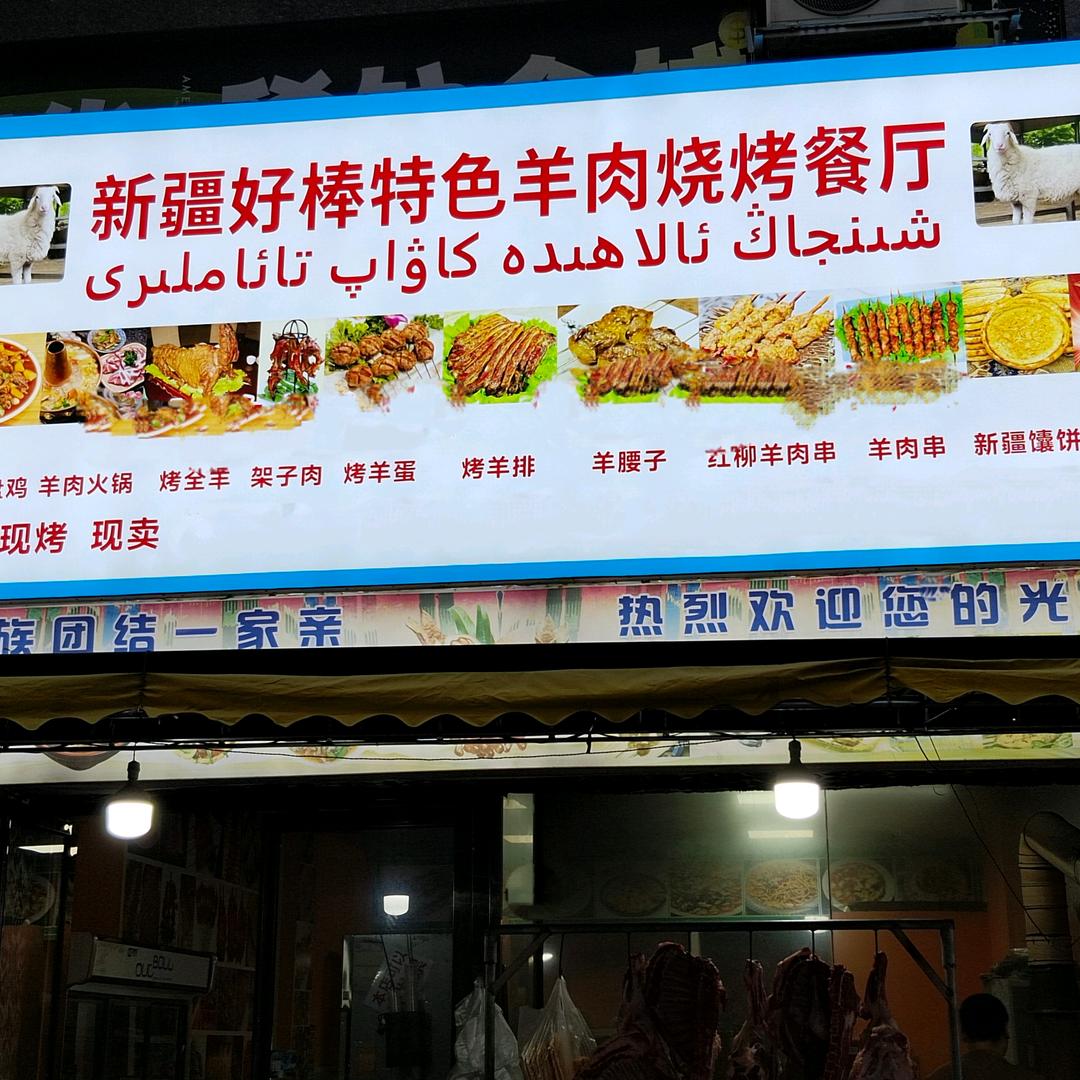 新疆好棒特色羊肉烧烤餐厅
شىنجاڭ ئالاھىدە كاۋاپ تائاملىرى
鸡 羊肉火锅 烤全羊 架子肉 烤羊蛋 烤羊排 羊腰子 红柳羊肉串 羊肉串 新疆馕饼
现烤 现卖
族团结一家亲 热烈欢迎您的光